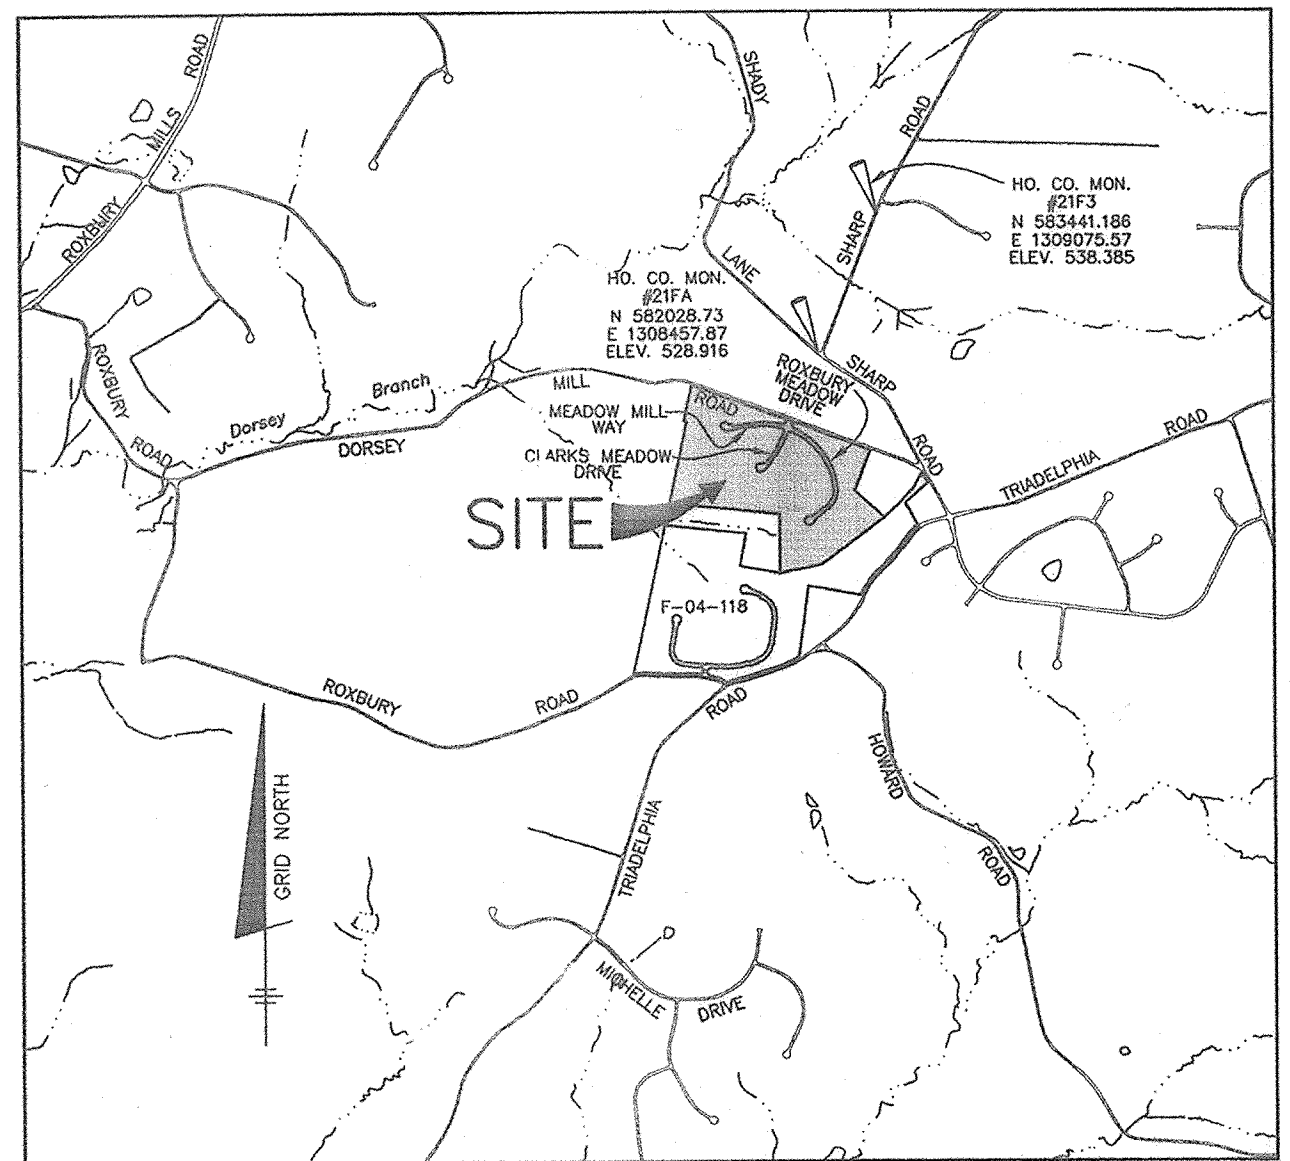 ROAD
MILLS
ROXBURY
SHADY
LANE
ROAD
SHARP
HO. CO. MON.
#21F3
N 583441.186
E 1309075.57
ELEV. 538.385
HO. CO. MON.
#21FA
N 582028.73
E 1308457.87
ELEV. 528.916
ROXBURY
MEADOW
DRIVE
SHARP
ROAD
ROXBURY
ROAD
Dorsey
Branch
DORSEY
MILL
ROAD
MEADOW MILL
WAY
CLARKS MEADOW
DRIVE
SITE
TRIADELPHIA
ROAD
F-04-118
ROXBURY
ROAD
ROAD
TRIADELPHIA
HOWARD
ROAD
GRID NORTH
MICHELLE
DRIVE